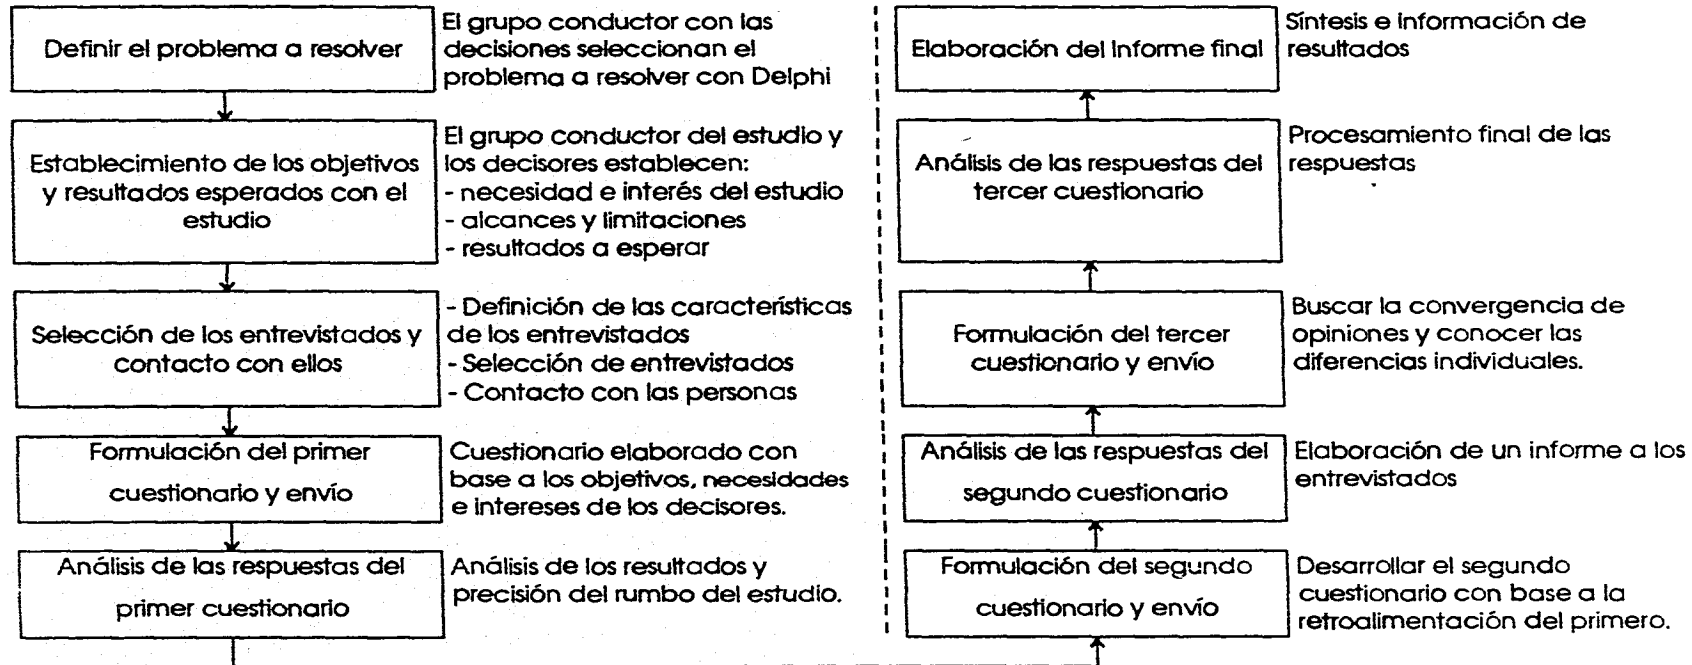 Definir el problema a resolver
El grupo conductor con las
decisiones seleccionan el
problema a resolver con Delphi
Establecimiento de los objetivos
y resultados esperados con el
estudio
El grupo conductor del estudio y
los decisores establecen:
- necesidad e interés del estudio
- alcances y limitaciones
- resultados a esperar
Selección de los entrevistados y
contacto con ellos
- Definición de las características
de los entrevistados
- Selección de entrevistados
- Contacto con las personas
Formulación del primer
cuestionario y envío
Cuestionario elaborado con
base a los objetivos, necesidades
e intereses de los decisores.
Análisis de las respuestas del
primer cuestionario
Análisis de los resultados y
precisión del rumbo del estudio.
Elaboración del informe final
Síntesis e información de
resultados
Análisis de las respuestas del
tercer cuestionario
Procesamiento final de las
respuestas
Formulación del tercer
cuestionario y envío
Buscar la convergencia de
opiniones y conocer las
diferencias individuales.
Análisis de las respuestas del
segundo cuestionario
Elaboración de un informe a los
entrevistados
Formulación del segundo
cuestionario y envío
Desarrollar el segundo
cuestionario con base a la
retroalimentación del primero.